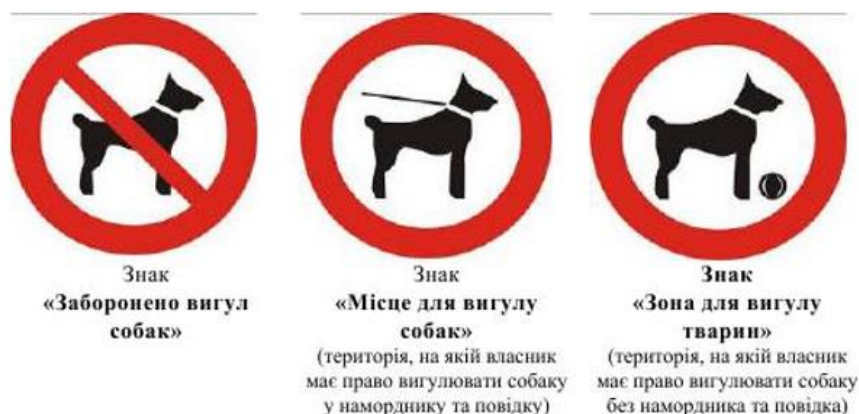 Знак
«Заборонено вигул
собак»
Знак
«Місце для вигулу
собак»
(територія, на якій власник
має право вигулювати собаку
у наморднику та повідку)
Знак
«Зона для вигулу
тварин»
(територія, на якій власник
має право вигулювати собаку
без намордника та повідка)